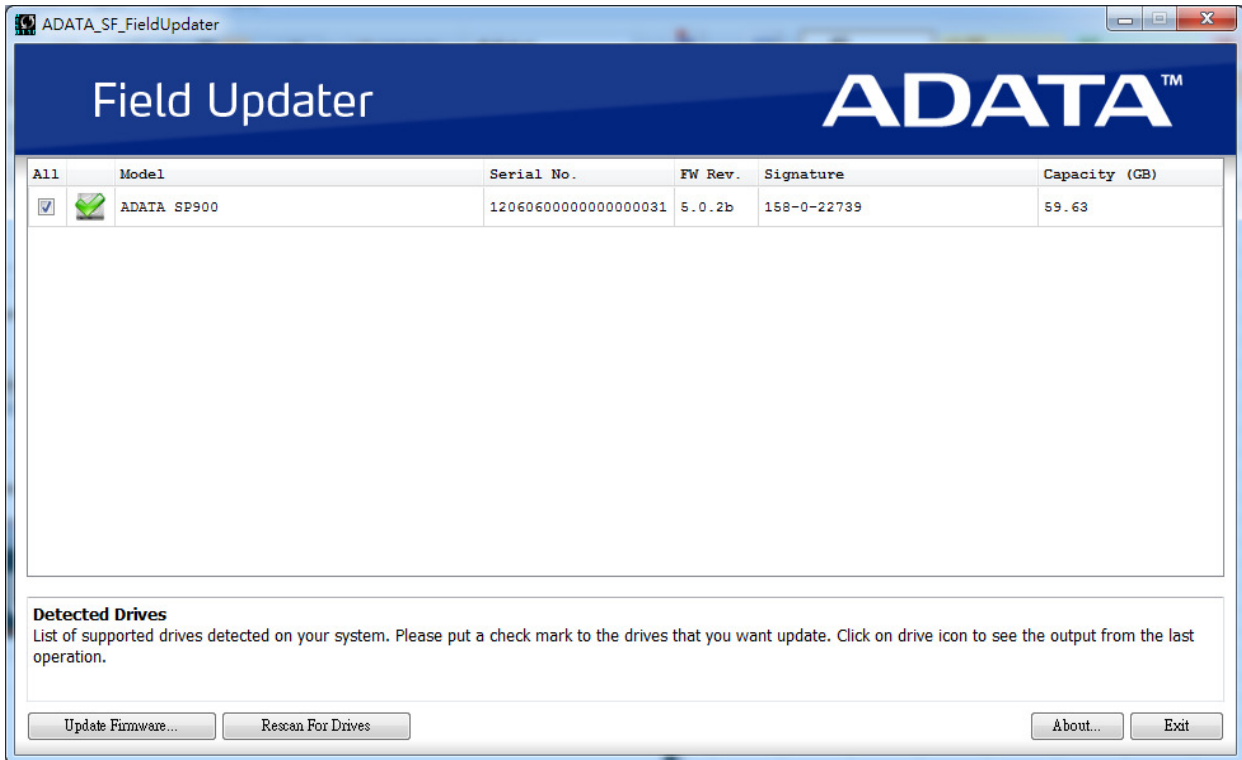 ADATA_SF_FieldUpdater
Field Updater
ADATA™
All Model Serial No. FW Rev. Signature Capacity (GB)
ADATA SP900 12060600000000000031 5.0.2b 158-0-22739 59.63
Detected Drives
List of supported drives detected on your system. Please put a check mark to the drives that you want update. Click on drive icon to see the output from the last
operation.
Update Firmware... Rescan For Drives About... Exit